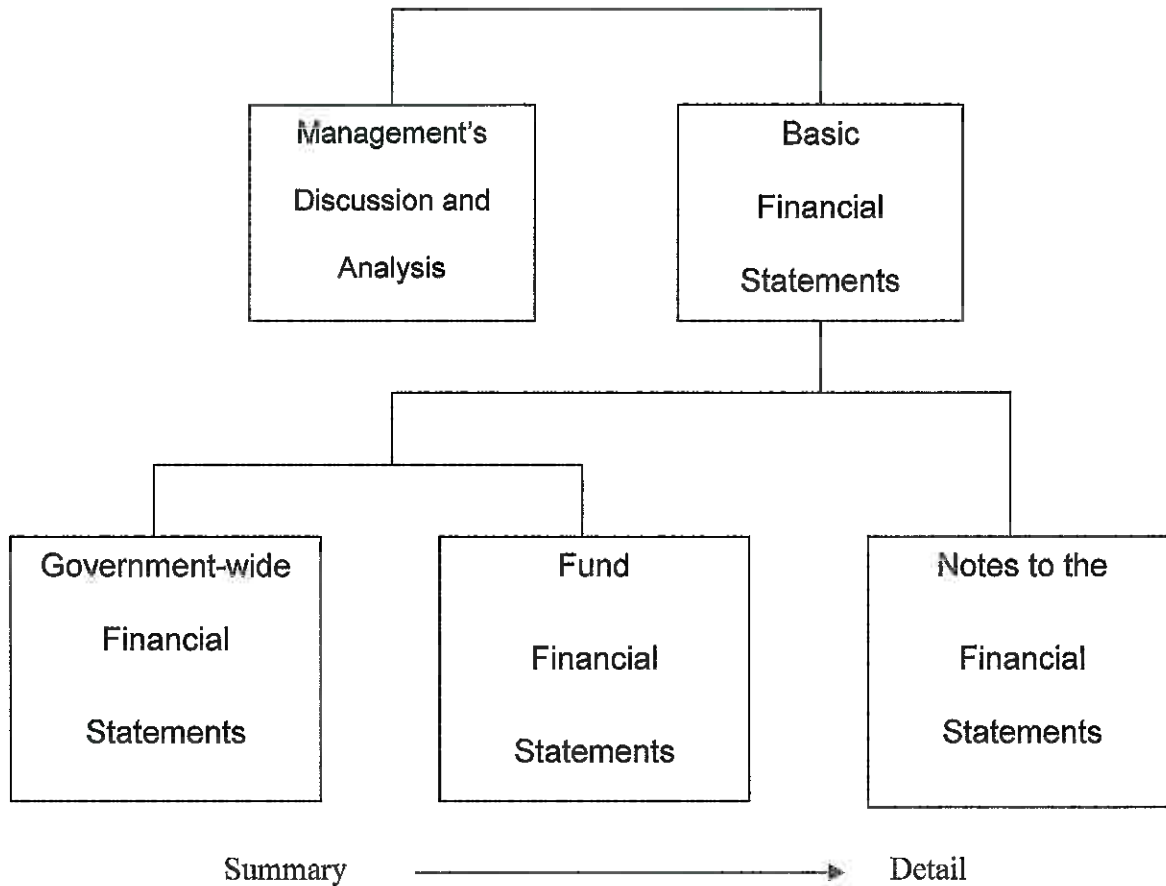 Management's
Discussion and
Analysis
Basic
Financial
Statements
Government-wide
Financial
Statements
Fund
Financial
Statements
Notes to the
Financial
Statements
Summary
Detail